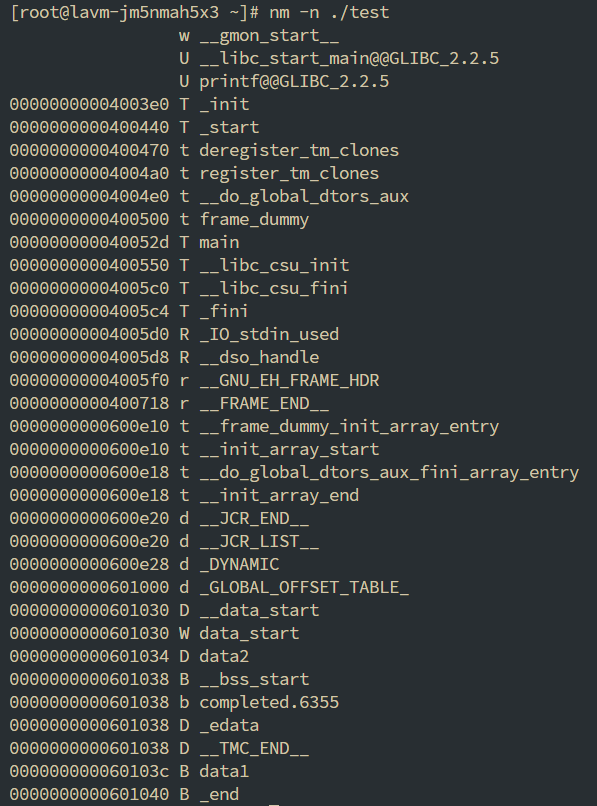 [root@lavm-jm5nmah5x3 ~]# nm -n ./test
                 w __gmon_start__
                 U __libc_start_main@@GLIBC_2.2.5
                 U printf@@GLIBC_2.2.5
00000000004003e0 T _init
0000000000400440 T _start
0000000000400470 t deregister_tm_clones
00000000004004a0 t register_tm_clones
00000000004004e0 t __do_global_dtors_aux
0000000000400500 t frame_dummy
000000000040052d T main
0000000000400550 T __libc_csu_init
00000000004005c0 T __libc_csu_fini
00000000004005c4 T _fini
00000000004005d0 R _IO_stdin_used
00000000004005d8 R __dso_handle
00000000004005f0 r __GNU_EH_FRAME_HDR
0000000000400718 r __FRAME_END__
0000000000600e10 t __frame_dummy_init_array_entry
0000000000600e10 t __init_array_start
0000000000600e18 t __do_global_dtors_aux_fini_array_entry
0000000000600e18 t __init_array_end
0000000000600e20 d __JCR_END__
0000000000600e20 d __JCR_LIST__
0000000000600e28 d _DYNAMIC
0000000000601000 d _GLOBAL_OFFSET_TABLE_
0000000000601030 D __data_start
0000000000601030 W data_start
0000000000601034 D data2
0000000000601038 B __bss_start
0000000000601038 b completed.6355
0000000000601038 D _edata
0000000000601038 D __TMC_END__
000000000060103c B data1
0000000000601040 B _end